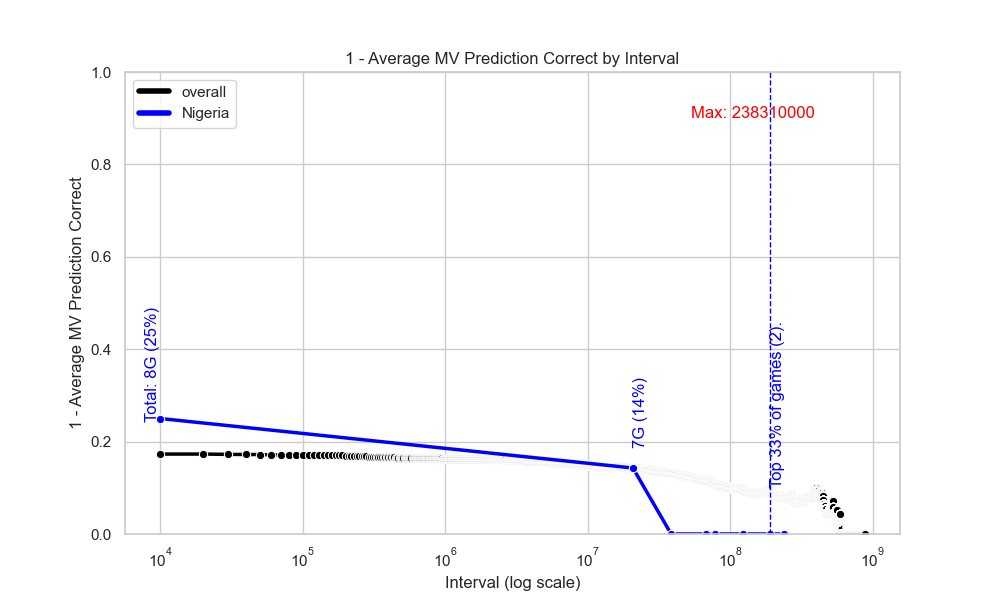 1 - Average MV Prediction Correct by Interval
1.0
0.8
0.6
0.4
0.2
0.0
1 - Average MV Prediction Correct
overall
Nigeria
Max: 238310000
Total: 8G (25%)
7G (14%)
Top 33% of games (2).
10^4
10^5
10^6
10^7
10^8
10^9
Interval (log scale)